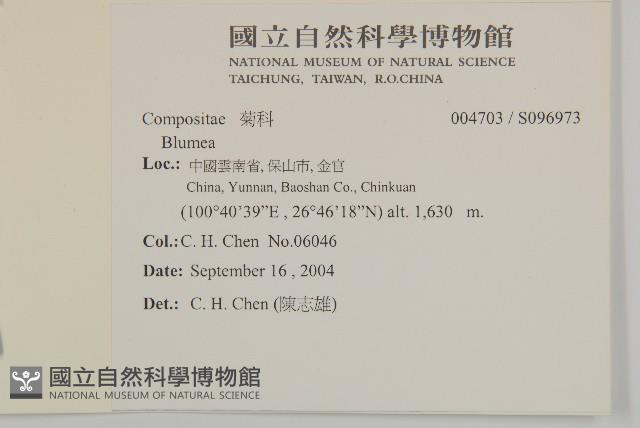 國立自然科學博物館
NATIONAL MUSEUM OF NATURAL SCIENCE
TAICHUNG, TAIWAN, R.O.CHINA
Compositae 菊科 004703 / S096973
Blumea
Loc.: 中國雲南省, 保山市, 金官
China, Yunnan, Baoshan Co., Chinkuan
(100°40'39”E , 26°46'18”N) alt. 1,630 m.
Col.: C. H. Chen No.06046
Date: September 16 , 2004
Det.: C. H. Chen (陳志雄)
國立自然科學博物館
NATIONAL MUSEUM OF NATURAL SCIENCE